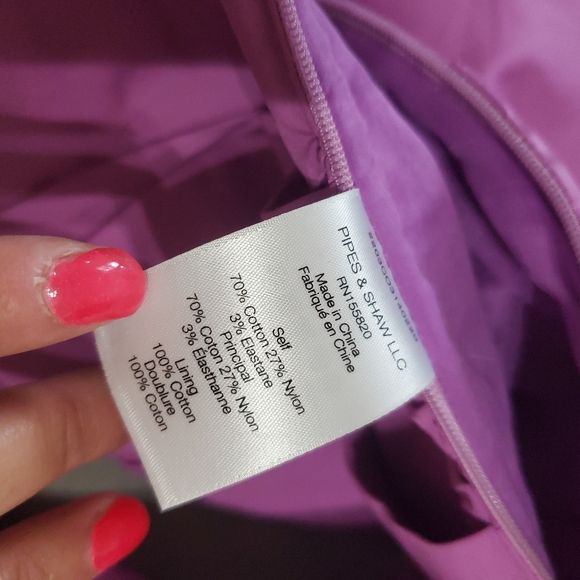 PIPES & SHAW LLC
RN155820
Made in China
Fabriqué en Chine
Self
70% Cotton 27% Nylon
3% Elastane
Principal
70% Coton 27% Nylon
3% Élasthanne
Lining
100% Cotton
Doublure
100% Coton